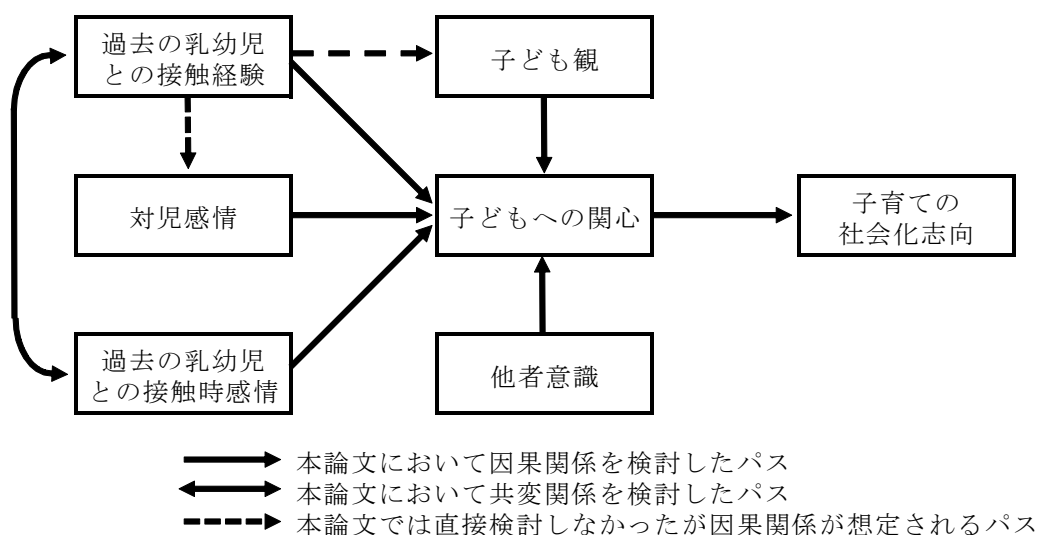 過去の乳幼児
との接触経験
子ども観
対児感情
子どもへの関心
子育ての
社会化志向
過去の乳幼児
との接触時感情
他者意識
本論文において因果関係を検討したパス
本論文において共変関係を検討したパス
本論文では直接検討しなかったが因果関係が想定されるパス